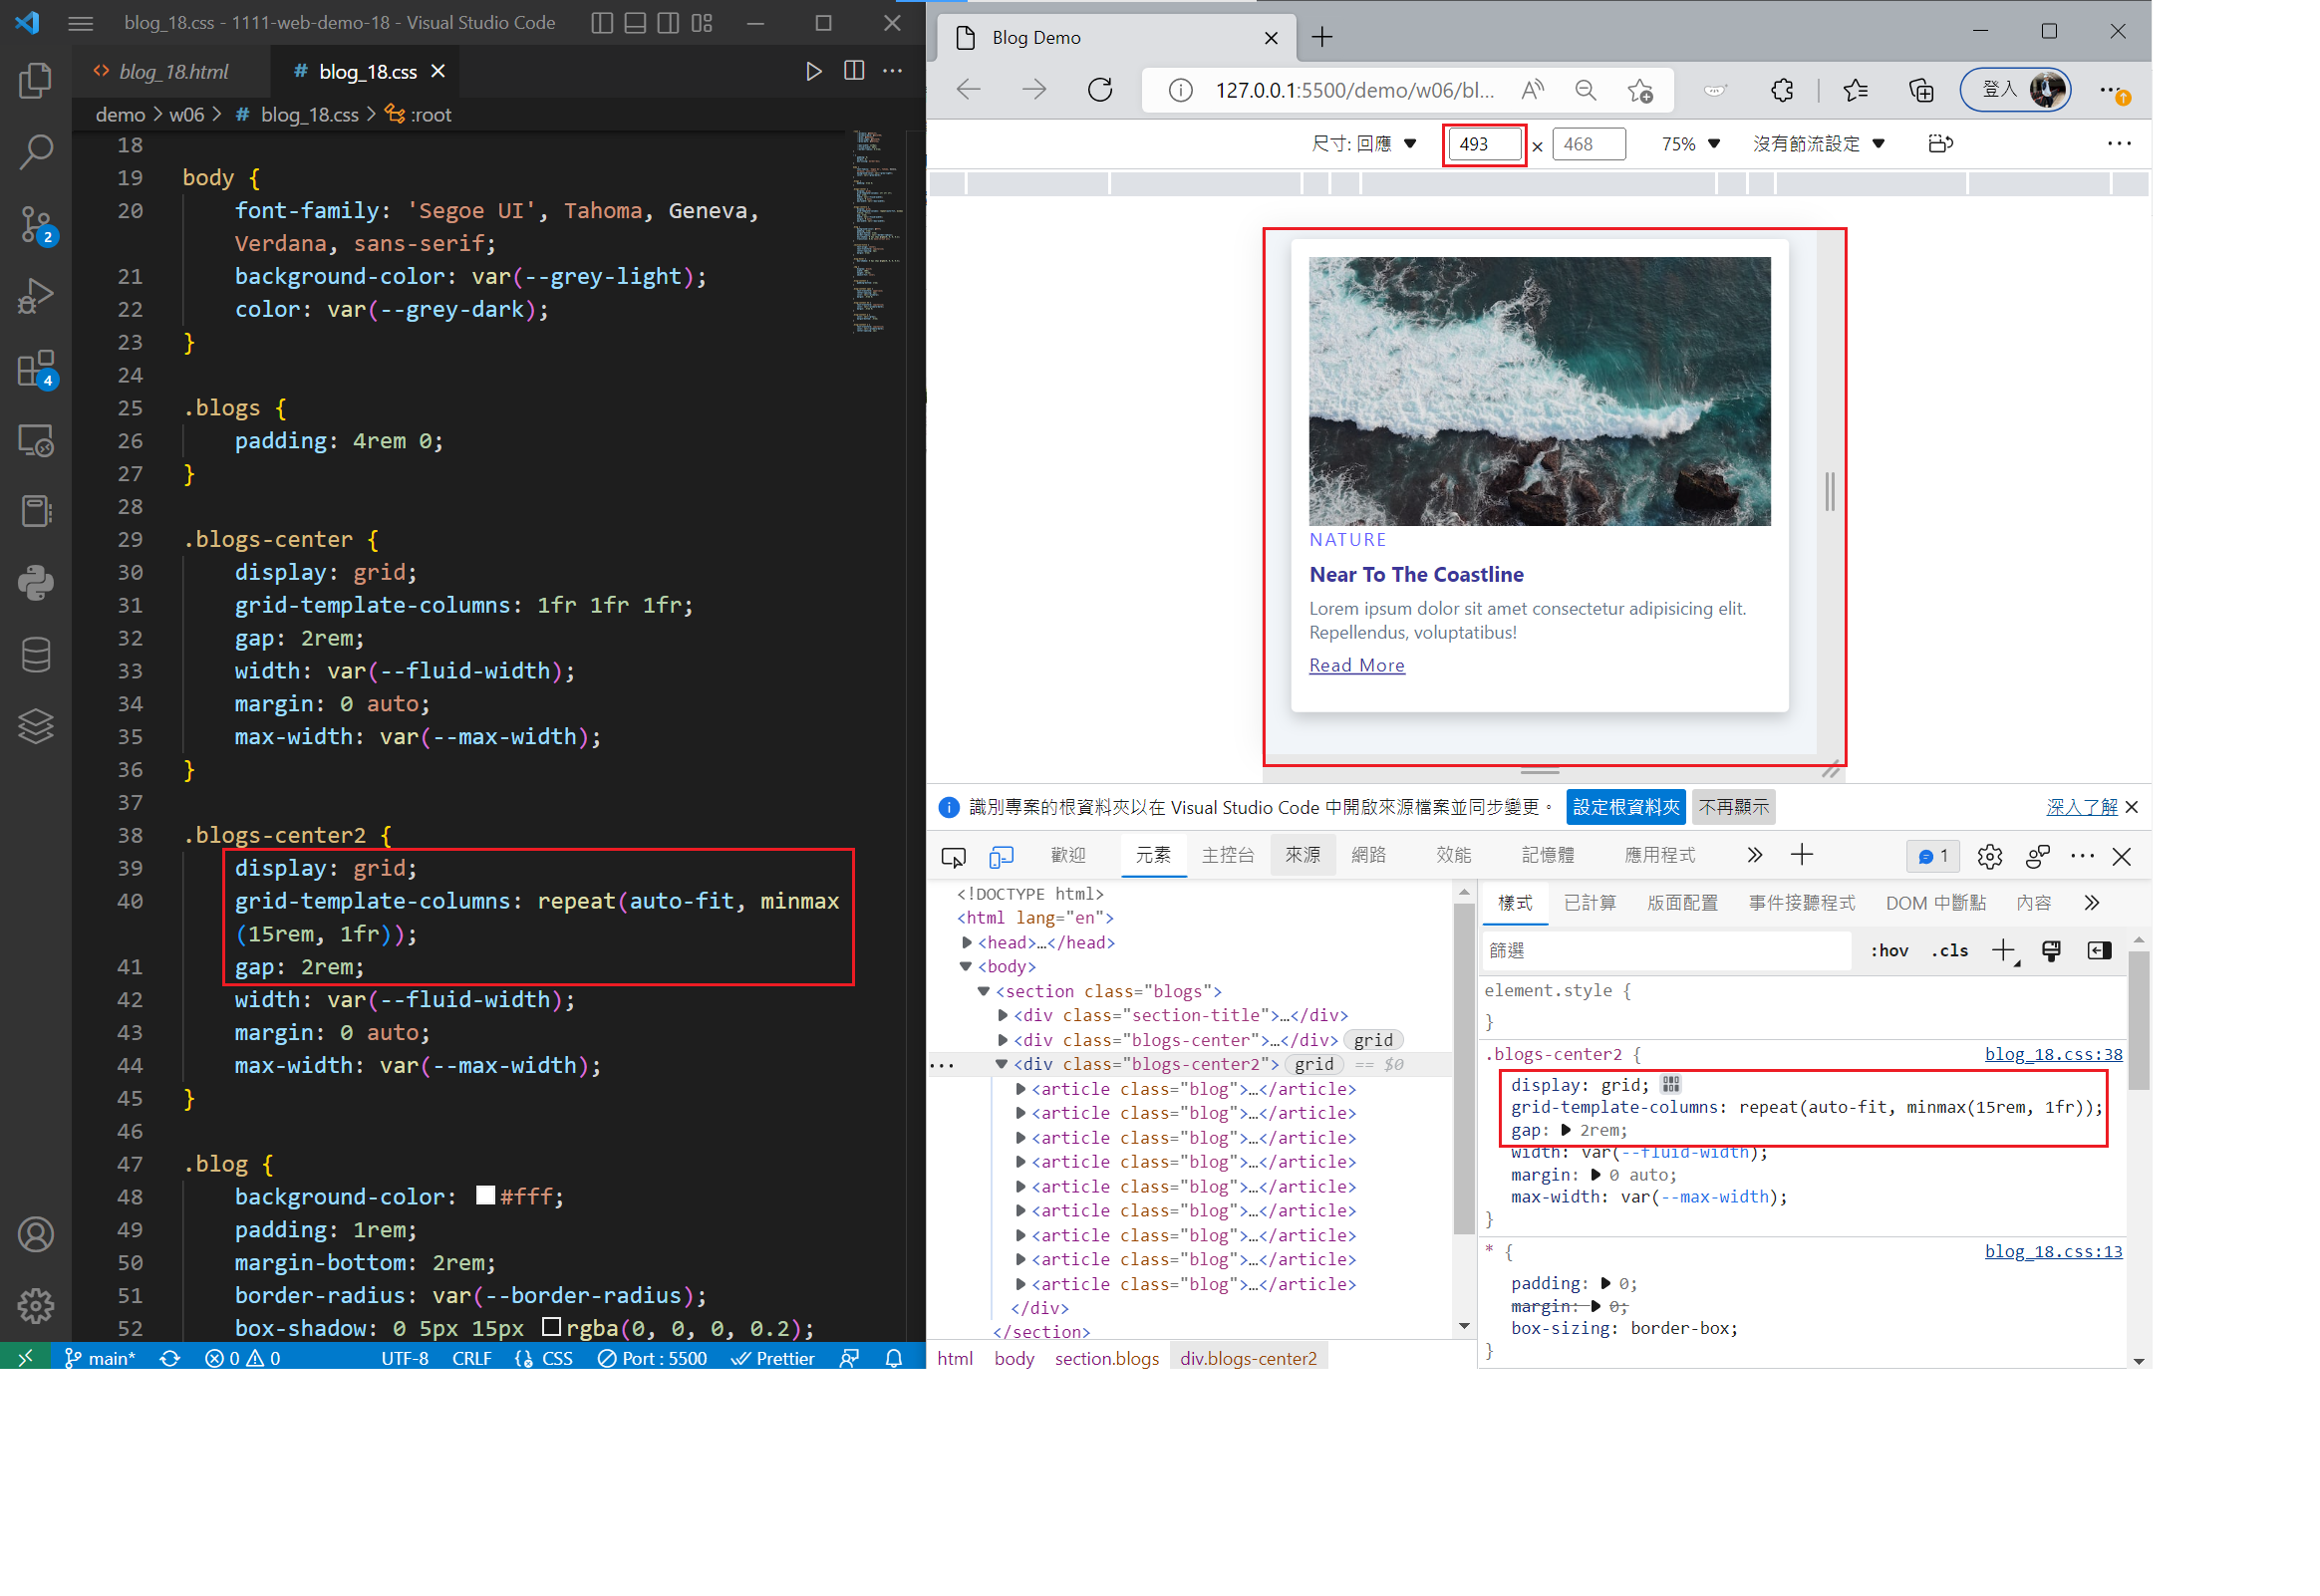 blog_18.css - 1111-web-demo-18 - Visual Studio Code
blog_18.html
# blog_18.css
demo > w06 > # blog_18.css > :root
18
19 body {
20 font-family: 'Segoe UI', Tahoma, Geneva,
Verdana, sans-serif;
21 background-color: var(--grey-light);
22 color: var(--grey-dark);
23 }
24
25 .blogs {
26 padding: 4rem 0;
27 }
28
29 .blogs-center {
30 display: grid;
31 grid-template-columns: 1fr 1fr 1fr;
32 gap: 2rem;
33 width: var(--fluid-width);
34 margin: 0 auto;
35 max-width: var(--max-width);
36 }
37
38 .blogs-center2 {
39 display: grid;
40 grid-template-columns: repeat(auto-fit, minmax
(15rem, 1fr));
41 gap: 2rem;
42 width: var(--fluid-width);
43 margin: 0 auto;
44 max-width: var(--max-width);
45 }
46
47 .blog {
48 background-color: #fff;
49 padding: 1rem;
50 margin-bottom: 2rem;
51 border-radius: var(--border-radius);
52 box-shadow: 0 5px 15px rgba(0, 0, 0, 0.2);
2
4
main* 0 0 UTF-8 CRLF {} CSS Port : 5500 Prettier
Blog Demo
127.0.0.1:5500/demo/w06/bl...
登入
尺寸: 回應 493 × 468 75% 沒有節流設定
NATURE
Near To The Coastline
Lorem ipsum dolor sit amet consectetur adipisicing elit.
Repellendus, voluptatibus!
Read More
識別專案的根資料夾以在 Visual Studio Code 中開啟來源檔案並同步變更。 設定根資料夾 不再顯示 深入了解
歡迎 元素 主控台 來源 網路 效能 記憶體 應用程式 1
<!DOCTYPE html>
<html lang="en">
<head>…</head>
<body>
<section class="blogs">
<div class="section-title">…</div>
<div class="blogs-center">…</div> grid
<div class="blogs-center2"> grid == $0
<article class="blog">…</article>
<article class="blog">…</article>
<article class="blog">…</article>
<article class="blog">…</article>
<article class="blog">…</article>
<article class="blog">…</article>
<article class="blog">…</article>
<article class="blog">…</article>
<article class="blog">…</article>
</div>
</section>
html body section.blogs div.blogs-center2
樣式 已計算 版面配置 事件接聽程式 DOM 中斷點 內容
篩選 :hov .cls
element.style {
}
.blogs-center2 { blog_18.css:38
display: grid;
grid-template-columns: repeat(auto-fit, minmax(15rem, 1fr));
gap: 2rem;
width: var(--fluid-width);
margin: 0 auto;
max-width: var(--max-width);
}
* { blog_18.css:13
padding: 0;
margin: 0;
box-sizing: border-box;
}